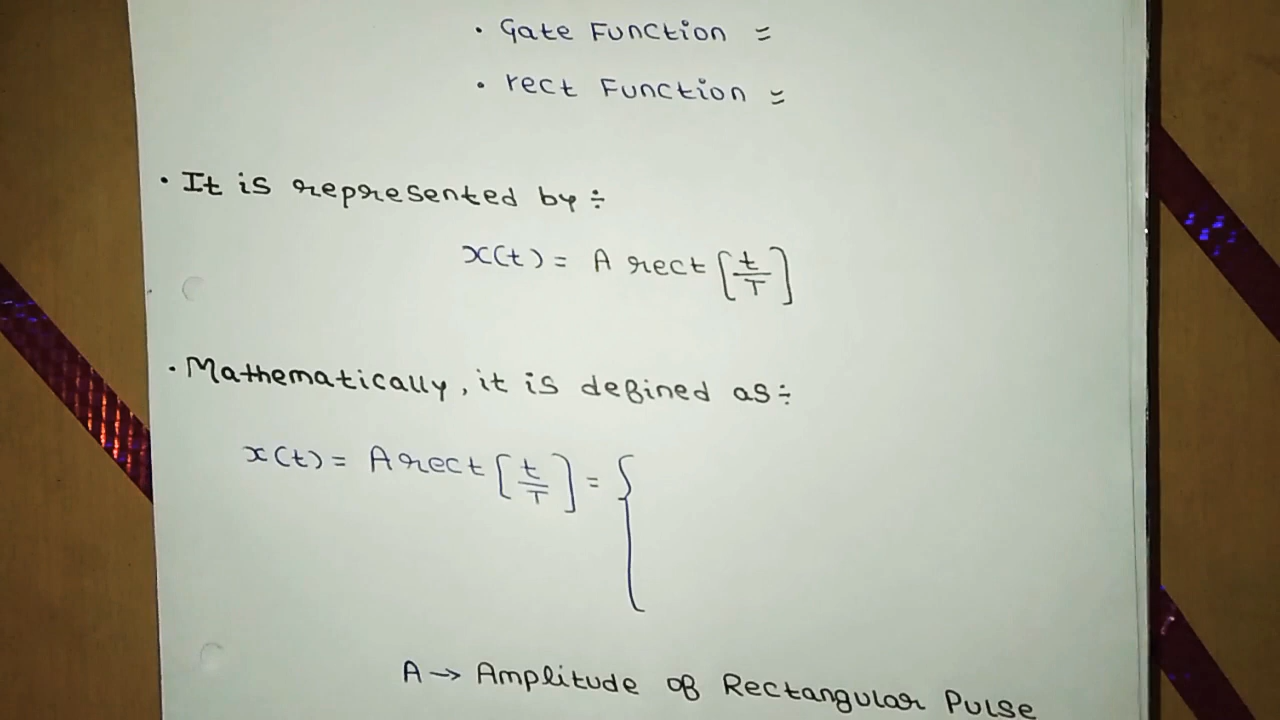 • Gate Function =
• rect Function =
• It is represented by ÷
x(t) = A rect [t/T]
• Mathematically, it is defined as ÷
x(t) = A rect [t/T] = {
A → Amplitude of Rectangular Pulse